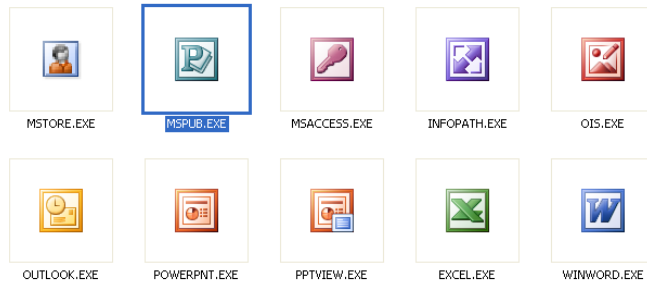 MSTORE.EXE MSPUB.EXE MSACCESS.EXE INFOPATH.EXE OIS.EXE
OUTLOOK.EXE POWERPNT.EXE PPTVIEW.EXE EXCEL.EXE WINWORD.EXE